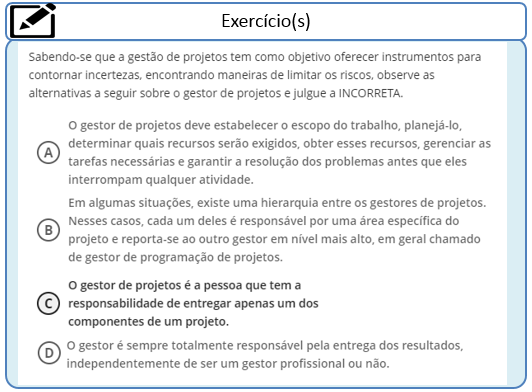 Exercício(s)
Sabendo-se que a gestão de projetos tem como objetivo oferecer instrumentos para
contornar incertezas, encontrando maneiras de limitar os riscos, observe as
alternativas a seguir sobre o gestor de projetos e julgue a INCORRETA.
A O gestor de projetos deve estabelecer o escopo do trabalho, planejá-lo,
determinar quais recursos serão exigidos, obter esses recursos, gerenciar as
tarefas necessárias e garantir a resolução dos problemas antes que eles
interrompam qualquer atividade.
B Em algumas situações, existe uma hierarquia entre os gestores de projetos.
Nesses casos, cada um deles é responsável por uma área específica do
projeto e reporta-se ao outro gestor em nível mais alto, em geral chamado
de gestor de programação de projetos.
C O gestor de projetos é a pessoa que tem a
responsabilidade de entregar apenas um dos
componentes de um projeto.
D O gestor é sempre totalmente responsável pela entrega dos resultados,
independentemente de ser um gestor profissional ou não.